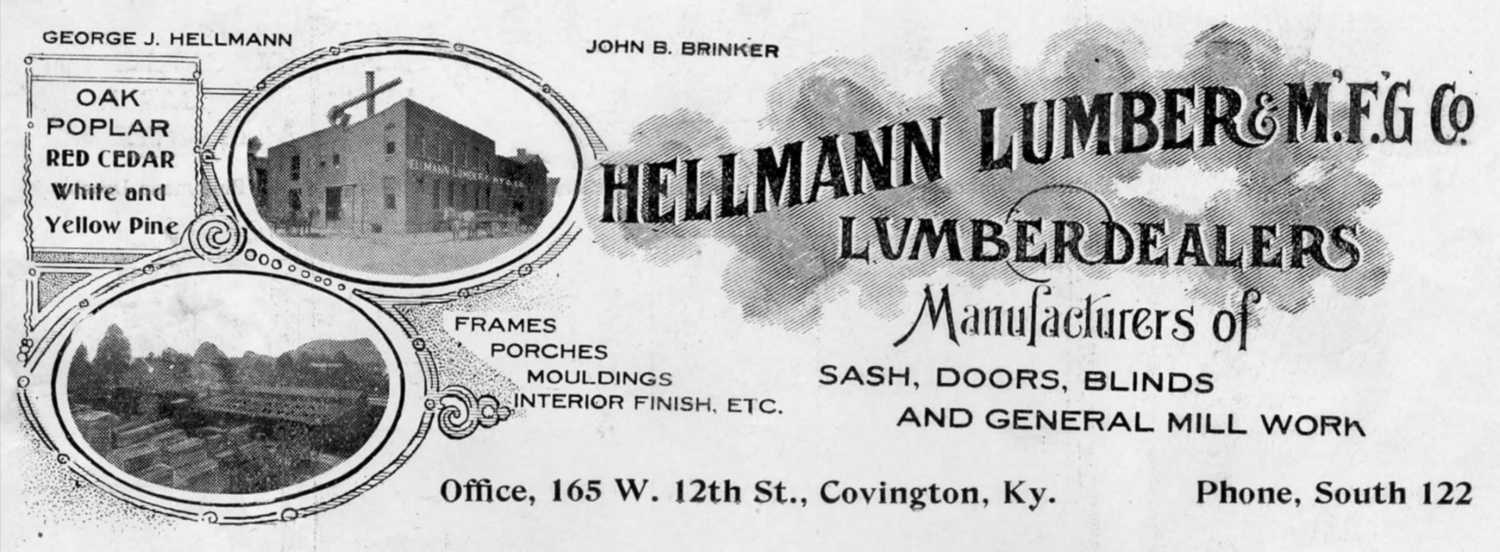 GEORGE J. HELLMANN
JOHN B. BRINKER
OAK
POPLAR
RED CEDAR
White and
Yellow Pine
HELLMANN LUMBER & M'F'G Co.
LUMBER DEALERS
Manufacturers of
SASH, DOORS, BLINDS
AND GENERAL MILL WORK
FRAMES
PORCHES
MOULDINGS
INTERIOR FINISH, ETC.
Office, 165 W. 12th St., Covington, Ky.
Phone, South 122